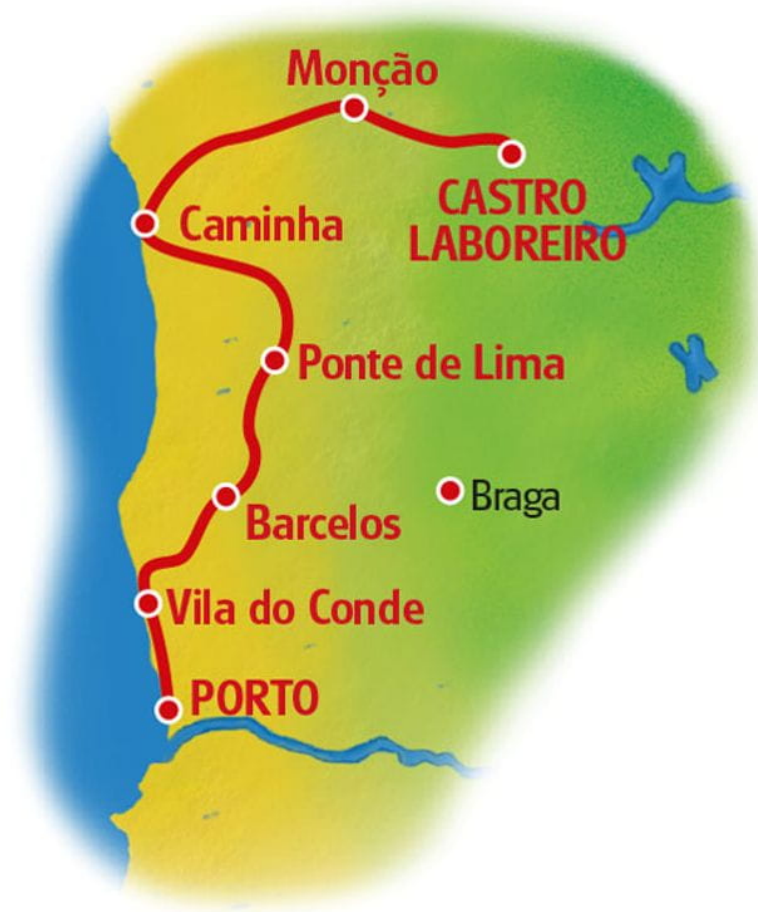 Monção
CASTRO
LABOREIRO
Caminha
Ponte de Lima
Braga
Barcelos
Vila do Conde
PORTO